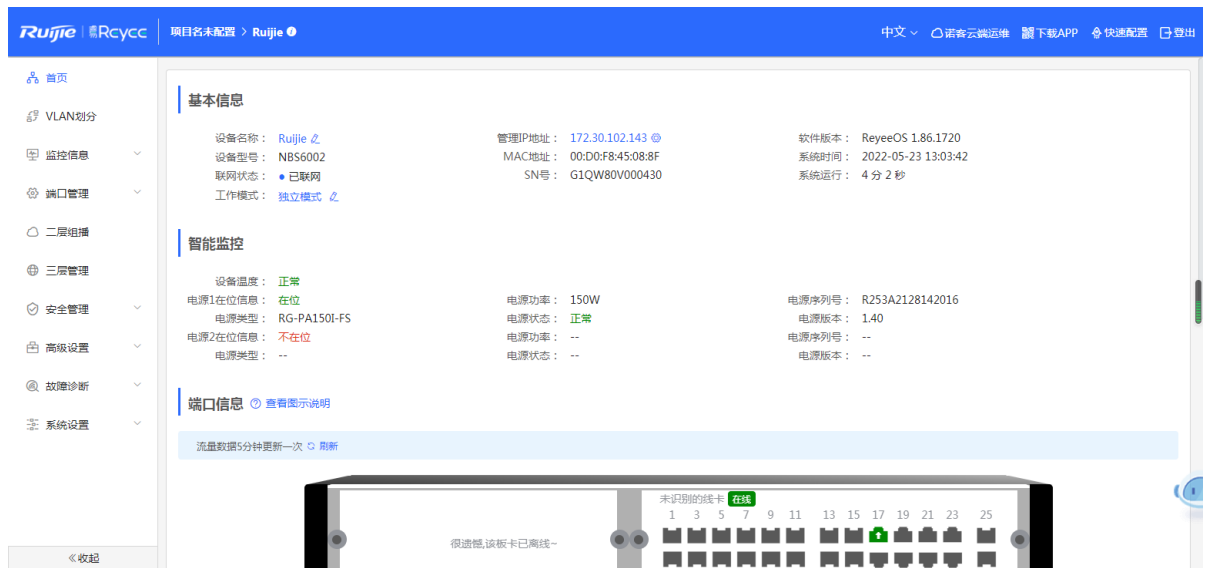 Ruijie | Rcycc 项目名未配置 > Ruijie 中文 诺客云端运维 下载APP 快速配置 登出
首页
VLAN划分
监控信息
端口管理
二层组播
三层管理
安全管理
高级设置
故障诊断
系统设置
《收起
基本信息
设备名称： Ruijie 管理IP地址： 172.30.102.143 软件版本： ReyeeOS 1.86.1720
设备型号： NBS6002 MAC地址： 00:D0:F8:45:08:8F 系统时间： 2022-05-23 13:03:42
联网状态： 已联网 SN号： G1QW80V000430 系统运行： 4 分 2 秒
工作模式： 独立模式
智能监控
设备温度： 正常
电源1在位信息： 在位 电源功率： 150W 电源序列号： R253A2128142016
电源类型： RG-PA150I-FS 电源状态： 正常 电源版本： 1.40
电源2在位信息： 不在位 电源功率： -- 电源序列号： --
电源类型： -- 电源状态： -- 电源版本： --
端口信息 查看图示说明
流量数据5分钟更新一次 刷新
未识别的线卡 在线
1 3 5 7 9 11 13 15 17 19 21 23 25
很遗憾,该板卡已离线~